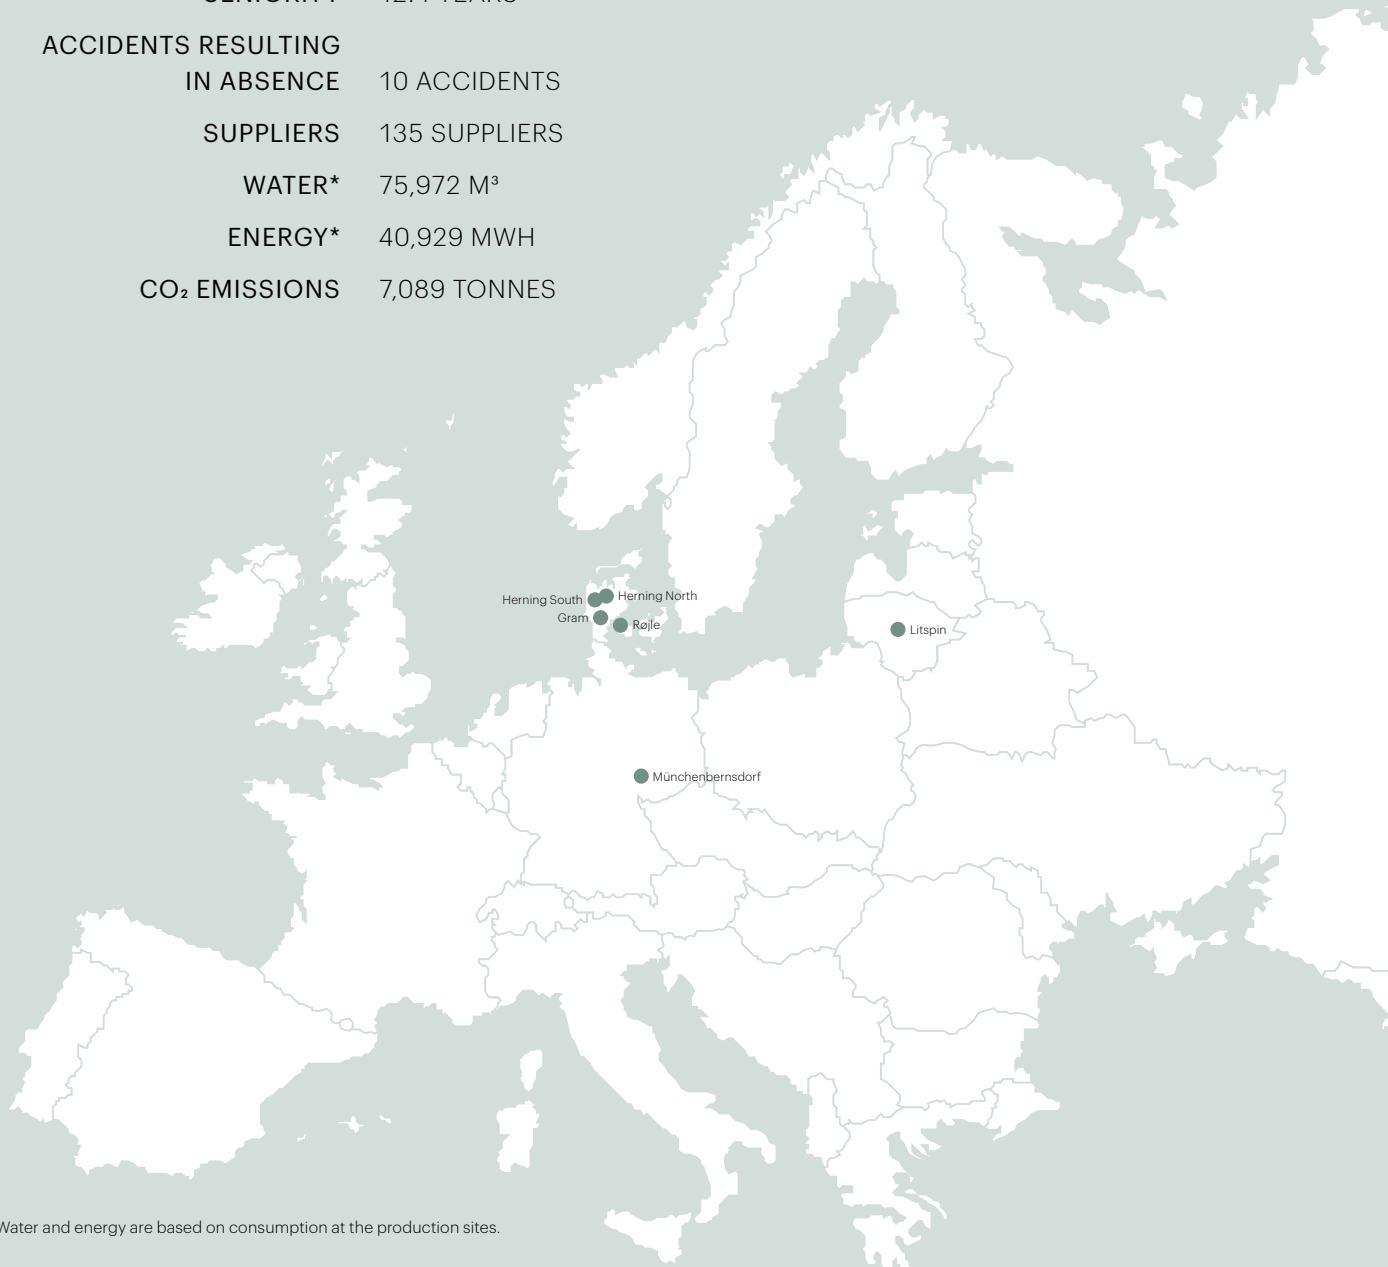 ACCIDENTS RESULTING
IN ABSENCE 10 ACCIDENTS
SUPPLIERS 135 SUPPLIERS
WATER* 75,972 M³
ENERGY* 40,929 MWH
CO₂ EMISSIONS 7,089 TONNES
Herning South
Herning North
Gram
Røjle
Litspin
Münchenbernsdorf
Water and energy are based on consumption at the production sites.